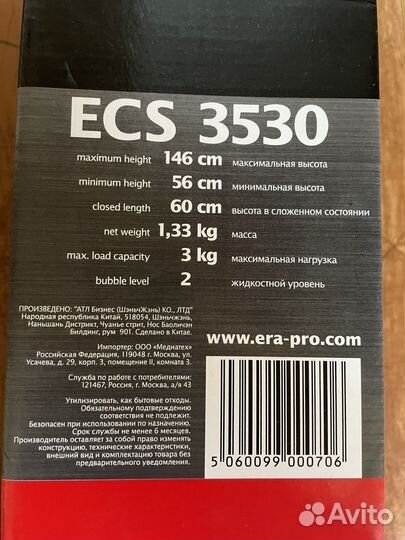 ECS 3530
maximum height 146 cm максимальная высота
minimum height 56 cm минимальная высота
closed length 60 cm высота в сложенном состоянии
net weight 1,33 kg масса
max. load capacity 3 kg максимальная нагрузка
bubble level 2 жидкостной уровень
ПРОИЗВЕДЕНО: "АТЛ Бизнес (ШэньчЖэнь) КО., ЛТД"
Народная республика Китай, 518054, Шэньчжэнь,
Наньшань Дистрикт, Чуанье стрит, Нос Баоличэн
Билдинг, рум 901. Сделано в Китае.
Импортер: ООО «Медиатех»
Российская Федерация, 119048 г. Москва, ул.
Усачева, д. 29, корп. 3, помещение II, комната 3.
Служба по работе с потребителями:
121467, Россия, г. Москва, а/я 43
Утилизировать, как бытовые отходы.
Обязательному подтверждению
соответствия не подлежит.
Безопасен при использовании по назначению.
Срок службы не менее 6 месяцев.
Производитель оставляет за собой право изменять
конструкцию, технические характеристики,
внешний вид и комплектацию товара без
предварительного уведомления.
www.era-pro.com
5 060099 000706
Avito